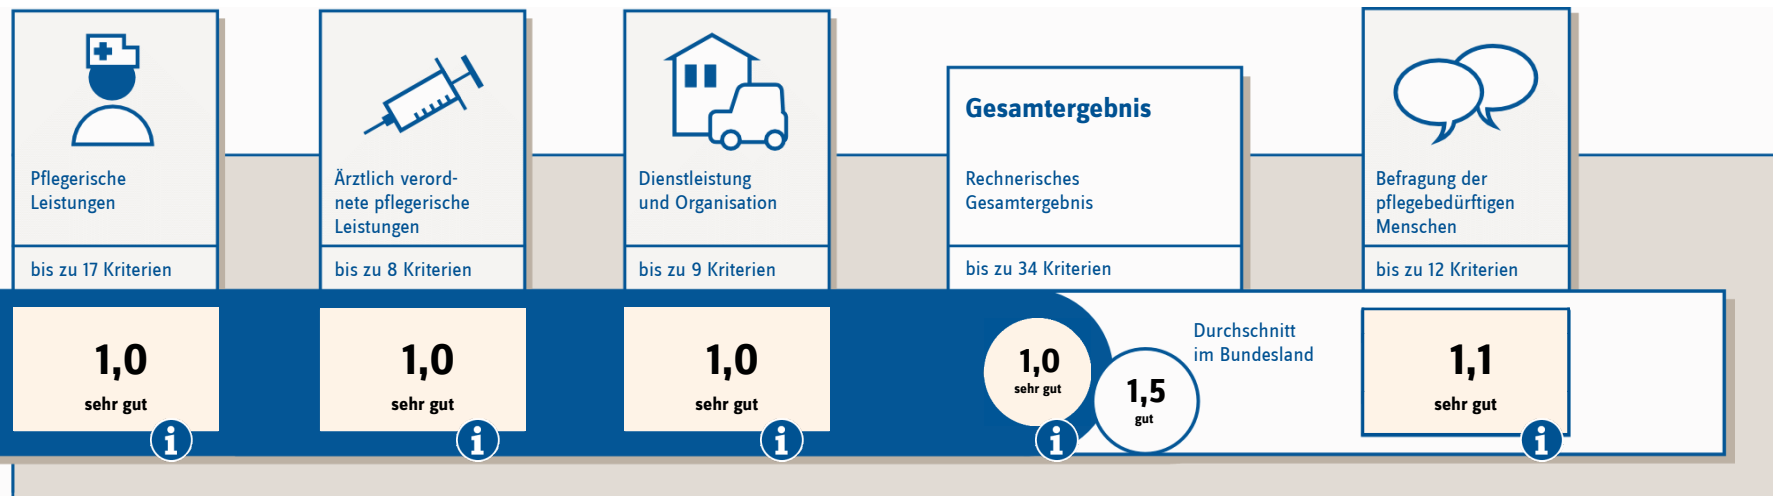 Pflegerische
Leistungen
bis zu 17 Kriterien
1,0
sehr gut
Ärztlich verord-
nete pflegerische
Leistungen
bis zu 8 Kriterien
1,0
sehr gut
Dienstleistung
und Organisation
bis zu 9 Kriterien
1,0
sehr gut
Gesamtergebnis
Rechnerisches
Gesamtergebnis
bis zu 34 Kriterien
1,0
sehr gut
1,5
gut
Durchschnitt
im Bundesland
Befragung der
pflegebedürftigen
Menschen
bis zu 12 Kriterien
1,1
sehr gut